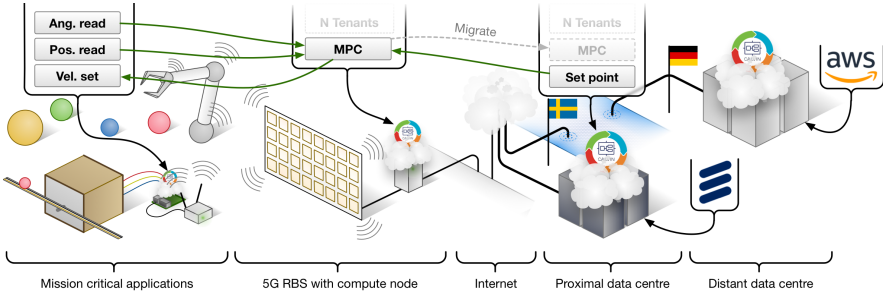 Ang. read
Pos. read
Vel. set
N Tenants
MPC
Migrate
N Tenants
MPC
Set point
CALVIN
aws
CALVIN
Mission critical applications
5G RBS with compute node
Internet
Proximal data centre
Distant data centre